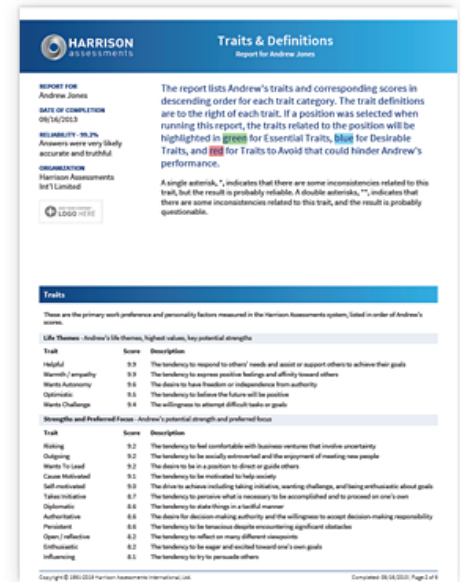 HARRISON
assessments
Traits & Definitions
Report for Andrew Jones
REPORT FOR
Andrew Jones
DATE OF COMPLETION
09/16/2013
RELIABILITY - 99.2%
Answers were very likely
accurate and truthful
ORGANIZATION
Harrison Assessments
Int'l Limited
LOGO HERE
The report lists Andrew's traits and corresponding scores in
descending order for each trait category. The trait definitions
are to the right of each trait. If a position was selected when
running this report, the traits related to the position will be
highlighted in green for Essential Traits, blue for Desirable
Traits, and red for Traits to Avoid that could hinder Andrew's
performance.
A single asterisk, *, indicates that there are some inconsistencies related to this
trait, but the result is probably reliable. A double asterisks, **, indicates that
there are some inconsistencies related to this trait, and the result is probably
questionable.
Traits
These are the primary work preference and personality factors measured in the Harrison Assessments system, listed in order of Andrew's
scores.
Life Themes - Andrew's life themes, highest values, key potential strengths
Trait Score Description
Helpful 9.9 The tendency to respond to others' needs and assist or support others to achieve their goals
Warmth / empathy 9.9 The tendency to express positive feelings and affinity toward others
Wants Autonomy 9.6 The desire to have freedom or independence from authority
Optimistic 9.5 The tendency to believe the future will be positive
Wants Challenge 9.4 The willingness to attempt difficult tasks or goals
Strengths and Preferred Focus - Andrew's potential strength and preferred focus
Trait Score Description
Risking 9.2 The tendency to feel comfortable with business ventures that involve uncertainty
Outgoing 9.2 The tendency to be socially extroverted and the enjoyment of meeting new people
Wants To Lead 9.2 The desire to be in a position to direct or guide others
Cause Motivated 9.1 The tendency to be motivated to help society
Self-motivated 9.0 The drive to achieve including taking initiative, wanting challenge, and being enthusiastic about goals
Takes Initiative 8.7 The tendency to perceive what is necessary to be accomplished and to proceed on one's own
Diplomatic 8.6 The tendency to state things in a tactful manner
Authoritative 8.6 The desire for decision-making authority and the willingness to accept decision-making responsibility
Persistent 8.6 The tendency to be tenacious despite encountering significant obstacles
Open / reflective 8.2 The tendency to reflect on many different viewpoints
Enthusiastic 8.2 The tendency to be eager and excited toward one's own goals
Influencing 8.1 The tendency to try to persuade others
Copyright © 1991-2018 Harrison Assessments International, Ltd. Completed: 09/16/2013, Page 2 of 6